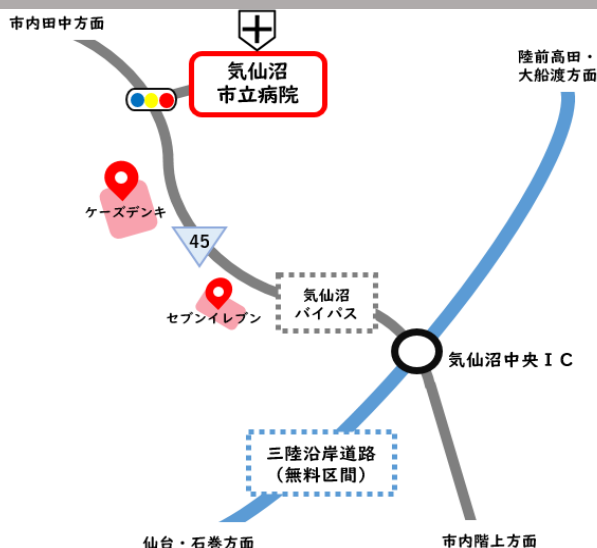 市内田中方面
気仙沼
市立病院
陸前高田・
大船渡方面
ケーズデンキ
45
気仙沼
バイパス
セブンイレブン
気仙沼中央ＩＣ
三陸沿岸道路
（無料区間）
仙台・石巻方面
市内階上方面